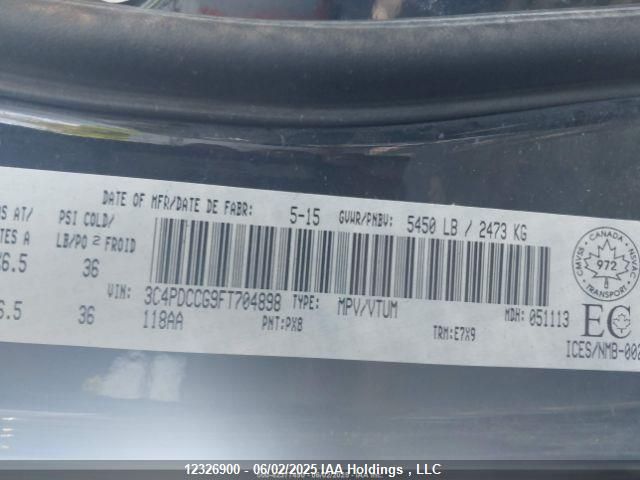 DATE OF MFR/DATE DE FABR: 5-15 GVWR/PNBV: 5450 LB / 2473 KG
AT/ PSI COLD/
A LB/PO 2 FROID
6.5 36
VIN: 3C4PDCCG9FT704898 TYPE: MPV/VTUM MDH: 051113
6.5 36 118AA PNT:PX8 TRM:E7X9
CMVSS CANADA NSVAC
972
TRANSPORT
EC
ICES/NMB-002
12326900 - 06/02/2025 IAA Holdings , LLC